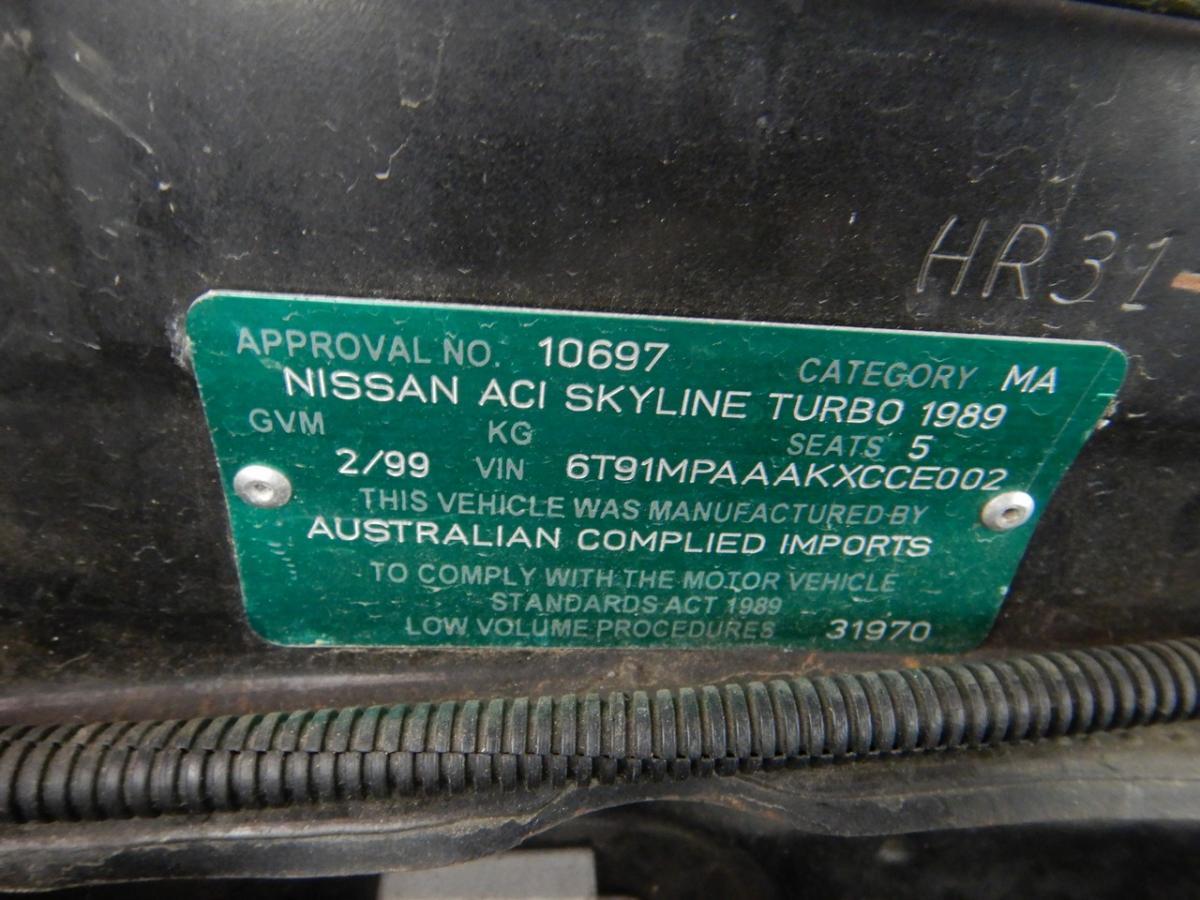 HR31-
APPROVAL NO. 10697 CATEGORY MA
NISSAN ACI SKYLINE TURBO 1989
GVM KG SEATS 5
2/99 VIN 6T91MPAAAKXCCE002
THIS VEHICLE WAS MANUFACTURED BY
AUSTRALIAN COMPLIED IMPORTS
TO COMPLY WITH THE MOTOR VEHICLE
STANDARDS ACT 1989
LOW VOLUME PROCEDURES 31970